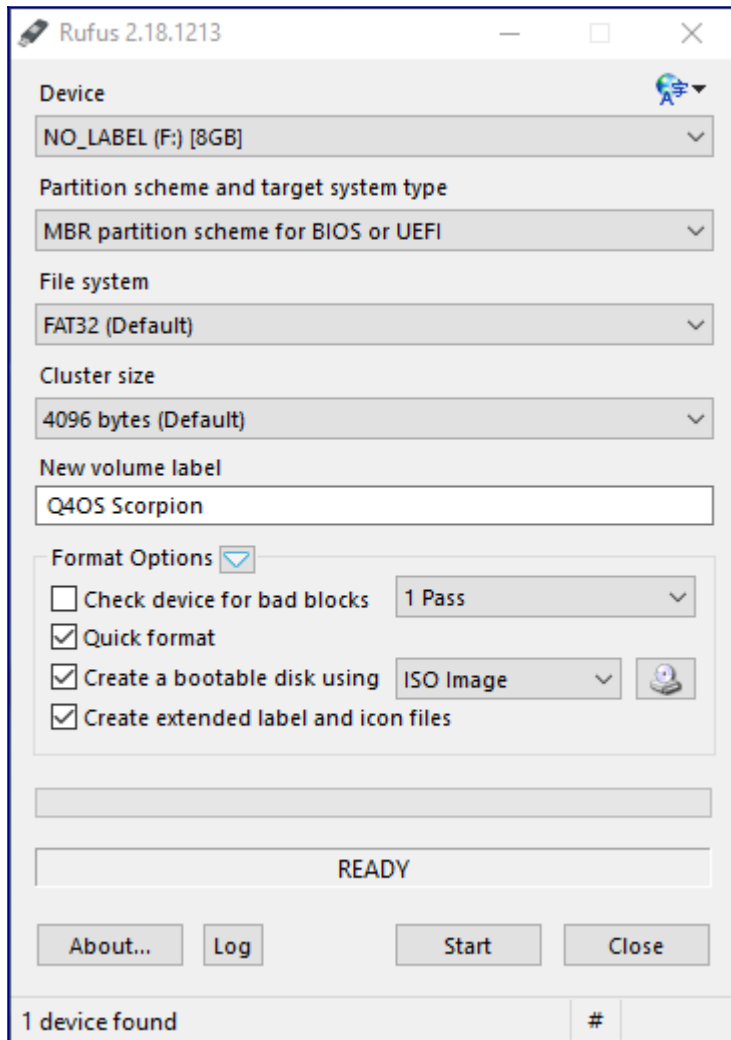 Rufus 2.18.1213
Device
NO_LABEL (F:) [8GB]
Partition scheme and target system type
MBR partition scheme for BIOS or UEFI
File system
FAT32 (Default)
Cluster size
4096 bytes (Default)
New volume label
Q4OS Scorpion
Format Options
Check device for bad blocks 1 Pass
Quick format
Create a bootable disk using ISO Image
Create extended label and icon files
READY
About... Log Start Close
1 device found #